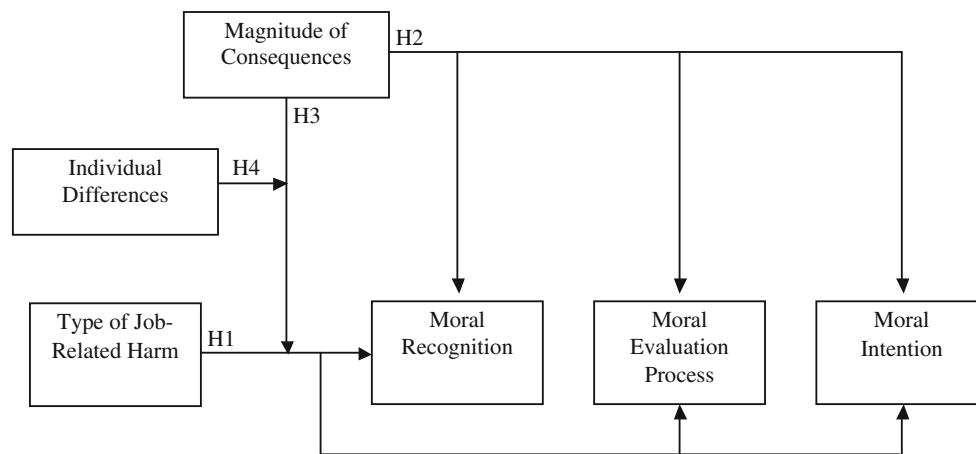 Magnitude of
Consequences
H2
H3
Individual
Differences
H4
Type of Job-
Related Harm
H1
Moral
Recognition
Moral
Evaluation
Process
Moral
Intention